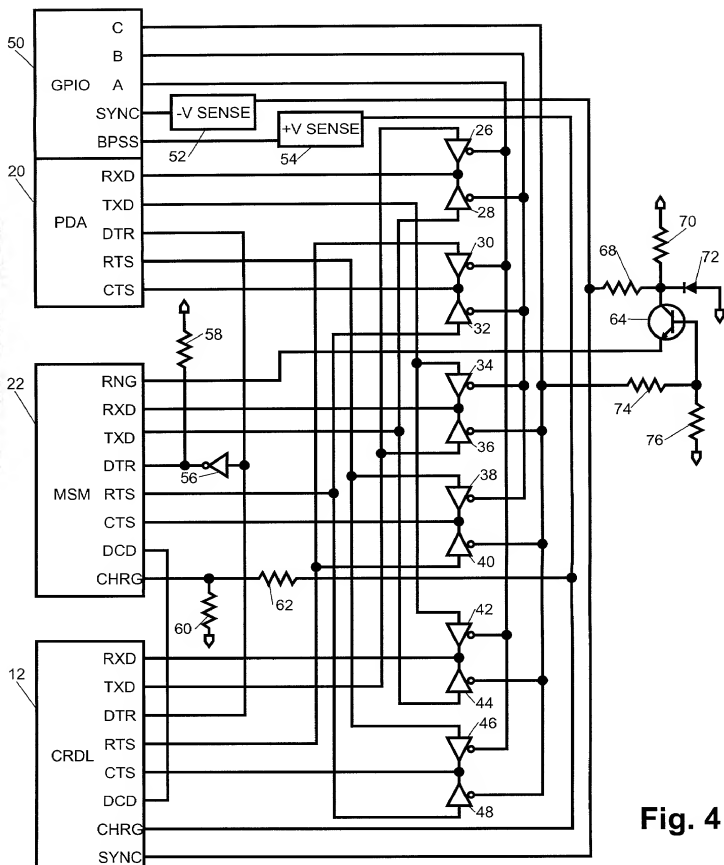 C
50
B
GPIO
A
SYNC
-V SENSE
BPSS
+V SENSE
52
54
26
20
RXD
TXD
28
PDA
DTR
30
70
RTS
68
72
CTS
32
64
58
34
22
RNG
RXD
74
TXD
36
76
DTR
56
38
MSM
RTS
CTS
DCD
40
CHRG
62
60
42
12
RXD
TXD
44
DTR
46
RTS
CRDL
CTS
DCD
48
CHRG
SYNC
Fig. 4